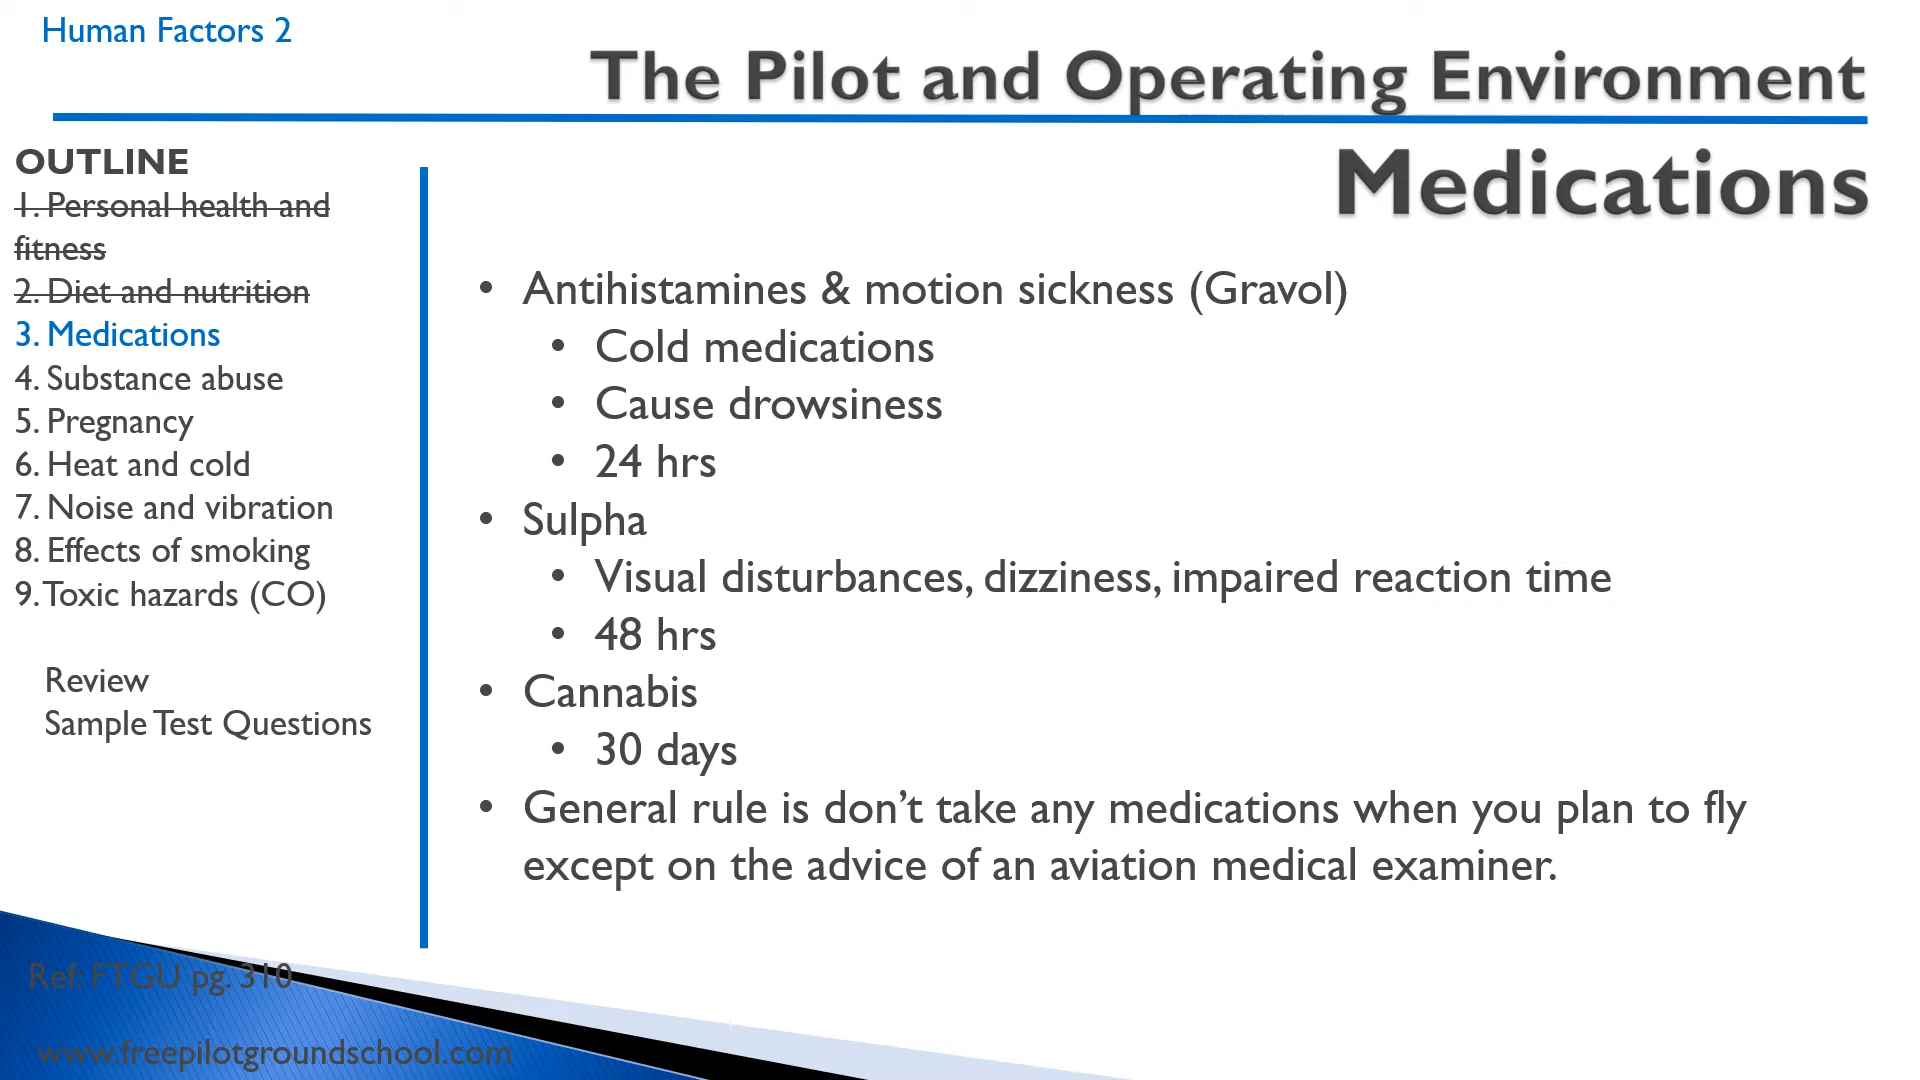 Human Factors 2
The Pilot and Operating Environment
Medications
OUTLINE
1. Personal health and
fitness
2. Diet and nutrition
3. Medications
4. Substance abuse
5. Pregnancy
6. Heat and cold
7. Noise and vibration
8. Effects of smoking
9. Toxic hazards (CO)
Review
Sample Test Questions
• Antihistamines & motion sickness (Gravol)
• Cold medications
• Cause drowsiness
• 24 hrs
• Sulpha
• Visual disturbances, dizziness, impaired reaction time
• 48 hrs
• Cannabis
• 30 days
• General rule is don’t take any medications when you plan to fly
except on the advice of an aviation medical examiner.
Ref: FTGU pg. 310
www.freepilotgroundschool.com